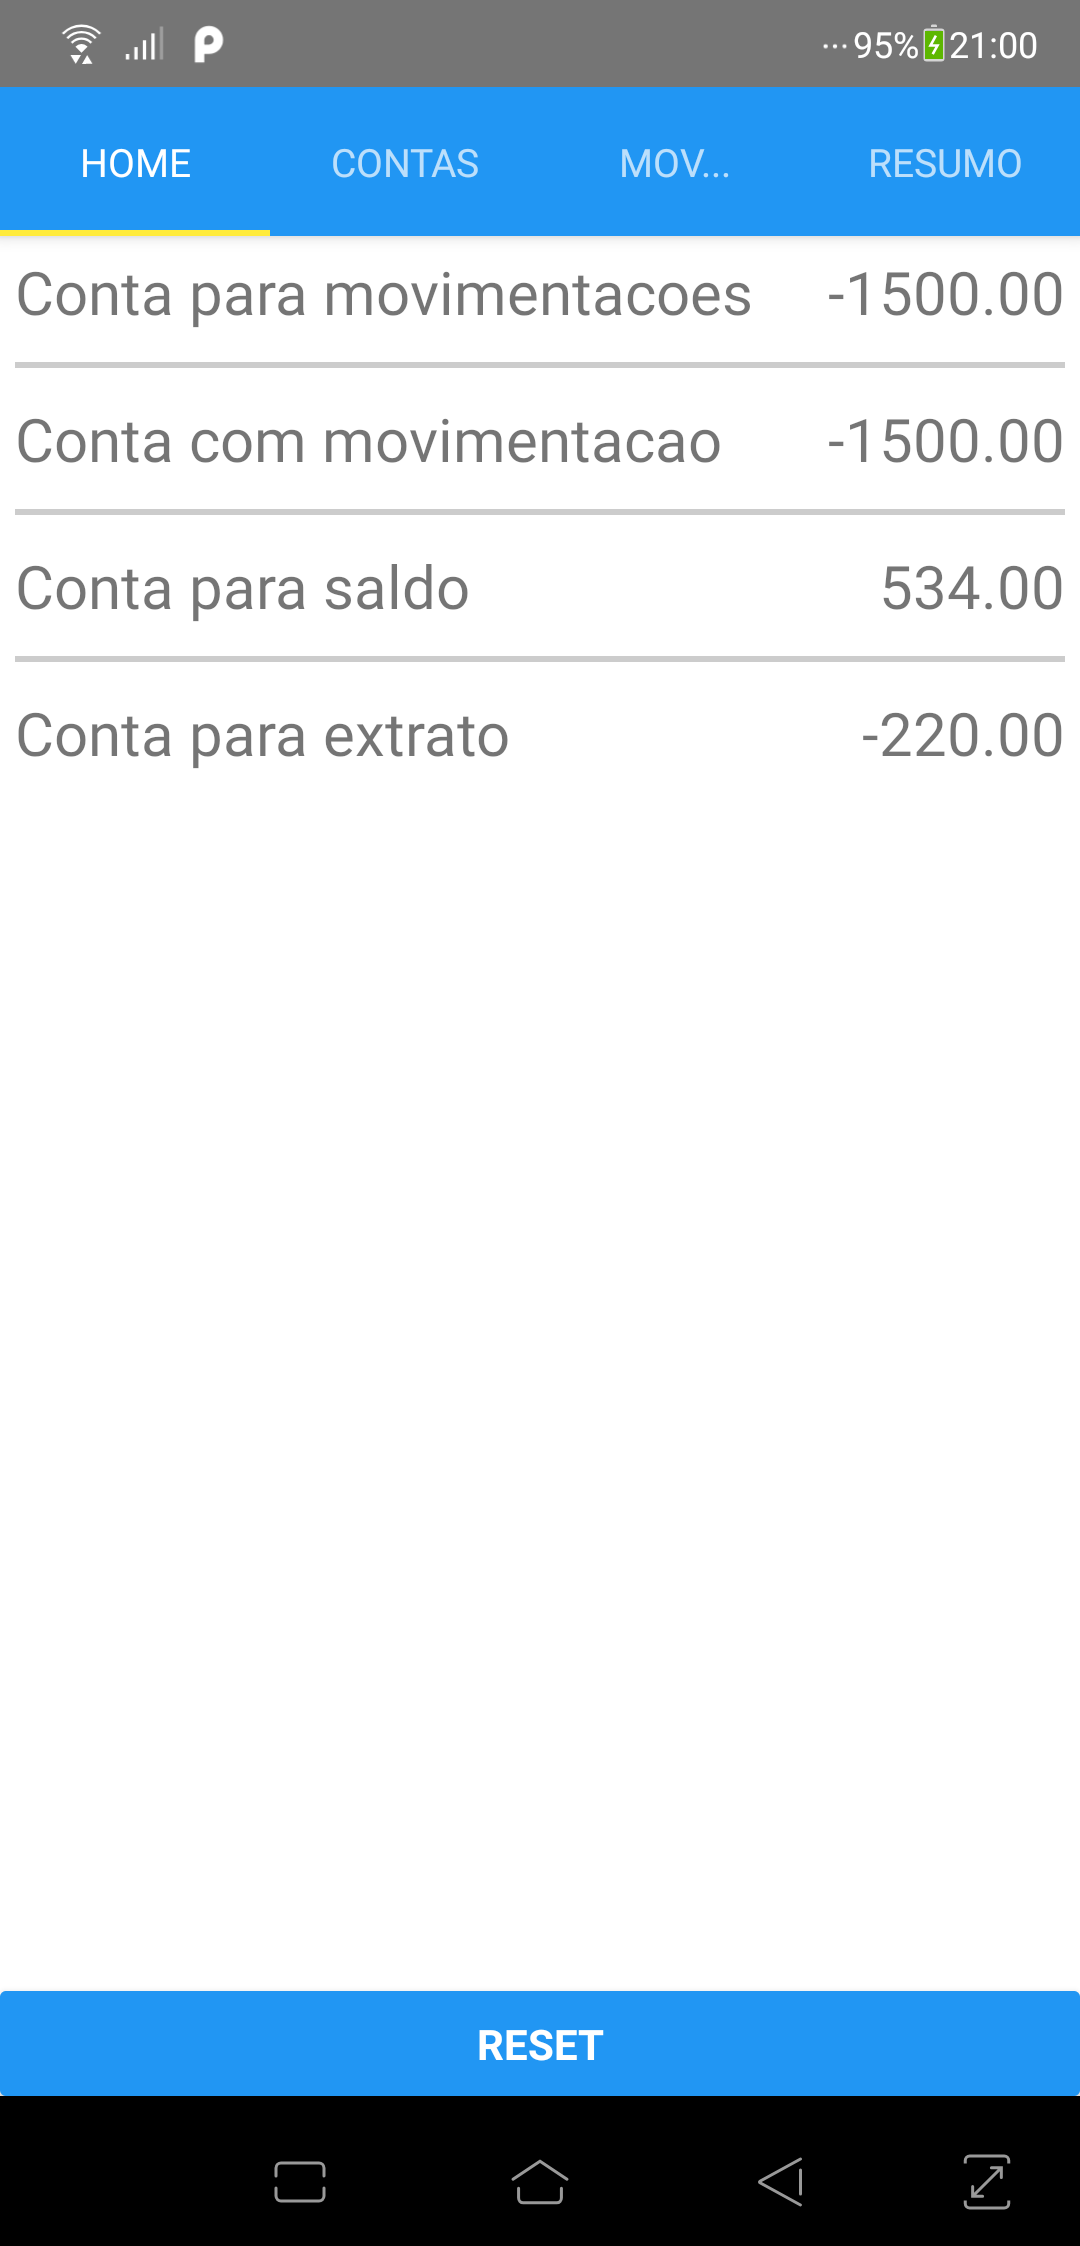 ...95% 21:00
HOME CONTAS MOV... RESUMO
Conta para movimentacoes -1500.00
Conta com movimentacao -1500.00
Conta para saldo 534.00
Conta para extrato -220.00
RESET